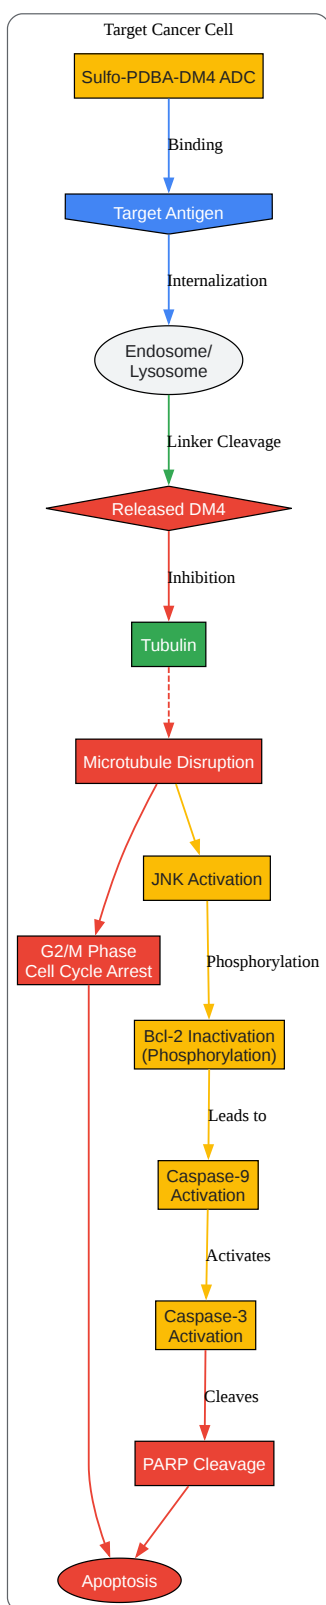 Target Cancer Cell
Sulfo-PDBA-DM4 ADC
Binding
Target Antigen
Internalization
Endosome/
Lysosome
Linker Cleavage
Released DM4
Inhibition
Tubulin
Microtubule Disruption
JNK Activation
G2/M Phase
Cell Cycle Arrest
Phosphorylation
Bcl-2 Inactivation
(Phosphorylation)
Leads to
Caspase-9
Activation
Activates
Caspase-3
Activation
Cleaves
PARP Cleavage
Apoptosis